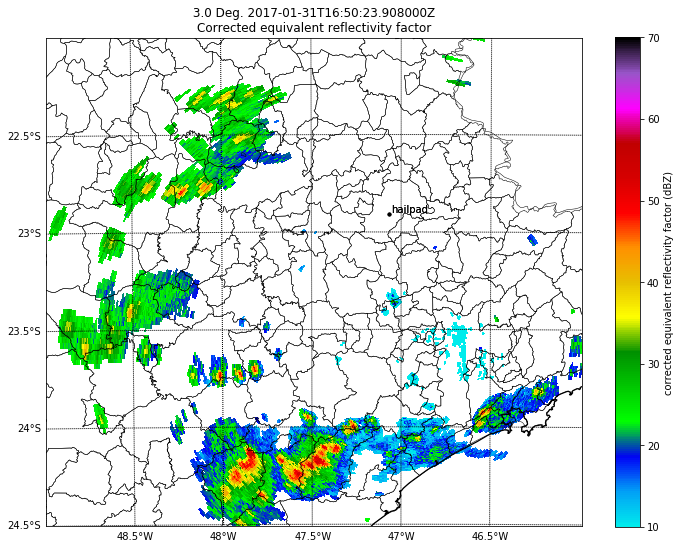 3.0 Deg. 2017-01-31T16:50:23.908000Z
Corrected equivalent reflectivity factor
70
60
50
40
30
20
10
corrected equivalent reflectivity factor (dBZ)
22.5°S
23°S
23.5°S
24°S
24.5°S
hailpad
48.5°W
48°W
47.5°W
47°W
46.5°W